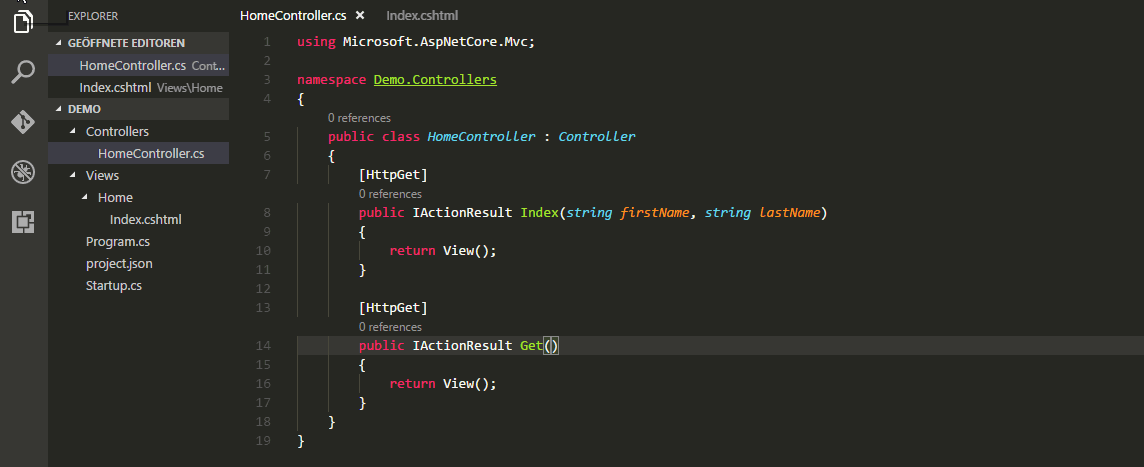 EXPLORER
GEÖFFNETE EDITOREN
HomeController.cs Cont...
Index.cshtml Views\Home
DEMO
Controllers
HomeController.cs
Views
Home
Index.cshtml
Program.cs
project.json
Startup.cs
HomeController.cs Index.cshtml
1 using Microsoft.AspNetCore.Mvc;
2
3 namespace Demo.Controllers
4 {
0 references
5 public class HomeController : Controller
6 {
7 [HttpGet]
0 references
8 public IActionResult Index(string firstName, string lastName)
9 {
10 return View();
11 }
12
13 [HttpGet]
0 references
14 public IActionResult Get()
15 {
16 return View();
17 }
18 }
19 }